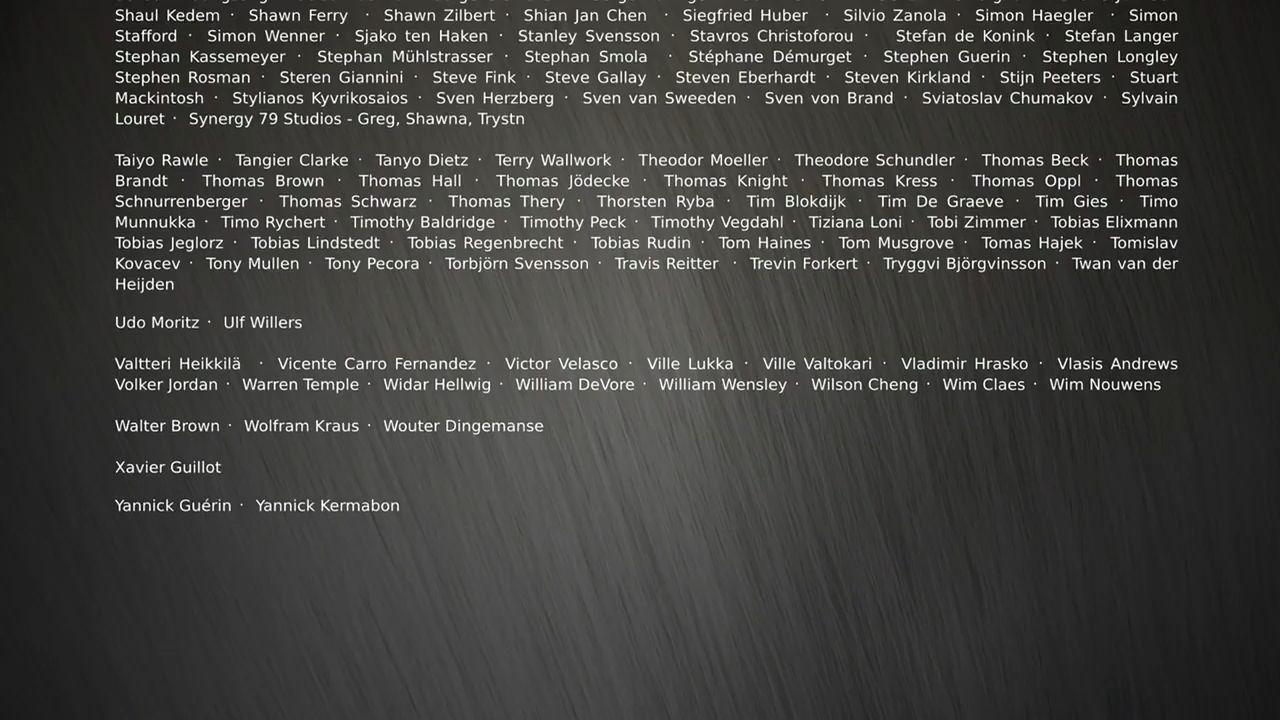 Shaul Kedem · Shawn Ferry · Shawn Zilbert · Shian Jan Chen · Siegfried Huber · Silvio Zanola · Simon Haegler · Simon
Stafford · Simon Wenner · Sjako ten Haken · Stanley Svensson · Stavros Christoforou · Stefan de Konink · Stefan Langer
Stephan Kassemeyer · Stephan Mühlstrasser · Stephan Smola · Stéphane Démurget · Stephen Guerin · Stephen Longley
Stephen Rosman · Steren Giannini · Steve Fink · Steve Gallay · Steven Eberhardt · Steven Kirkland · Stijn Peeters · Stuart
Mackintosh · Stylianos Kyvrikosaios · Sven Herzberg · Sven van Sweeden · Sven von Brand · Sviatoslav Chumakov · Sylvain
Louret · Synergy 79 Studios - Greg, Shawna, Trystn
Taiyo Rawle · Tangier Clarke · Tanyo Dietz · Terry Wallwork · Theodor Moeller · Theodore Schundler · Thomas Beck · Thomas
Brandt · Thomas Brown · Thomas Hall · Thomas Jödecke · Thomas Knight · Thomas Kress · Thomas Oppl · Thomas
Schnurrenberger · Thomas Schwarz · Thomas Thery · Thorsten Ryba · Tim Blokdijk · Tim De Graeve · Tim Gies · Timo
Munnukka · Timo Rychert · Timothy Baldridge · Timothy Peck · Timothy Vegdahl · Tiziana Loni · Tobi Zimmer · Tobias Elixmann
Tobias Jeglorz · Tobias Lindstedt · Tobias Regenbrecht · Tobias Rudin · Tom Haines · Tom Musgrove · Tomas Hajek · Tomislav
Kovacev · Tony Mullen · Tony Pecora · Torbjörn Svensson · Travis Reitter · Trevin Forkert · Tryggvi Björgvinsson · Twan van der
Heijden
Udo Moritz · Ulf Willers
Valtteri Heikkilä · Vicente Carro Fernandez · Victor Velasco · Ville Lukka · Ville Valtokari · Vladimir Hrasko · Vlasis Andrews
Volker Jordan · Warren Temple · Widar Hellwig · William DeVore · William Wensley · Wilson Cheng · Wim Claes · Wim Nouwens
Walter Brown · Wolfram Kraus · Wouter Dingemanse
Xavier Guillot
Yannick Guérin · Yannick Kermabon